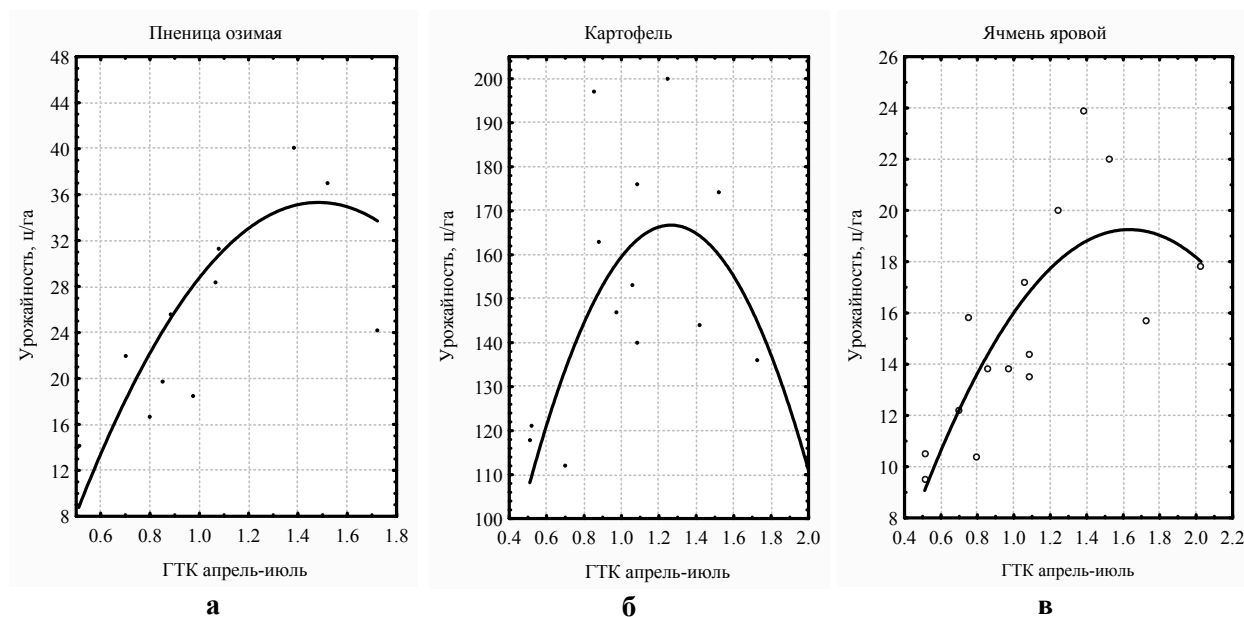 Пненица озимая
48
44
40
36
32
28
24
20
16
12
8
Урожайность, ц/га
0.6 0.8 1.0 1.2 1.4 1.6 1.8
ГТК апрель-июль
а
Картофель
200
190
180
170
160
150
140
130
120
110
100
Урожайность, ц/га
0.4 0.6 0.8 1.0 1.2 1.4 1.6 1.8 2.0
ГТК апрель-июль
б
Ячмень яровой
26
24
22
20
18
16
14
12
10
8
Урожайность, ц/га
0.4 0.6 0.8 1.0 1.2 1.4 1.6 1.8 2.0 2.2
ГТК апрель-июль
в